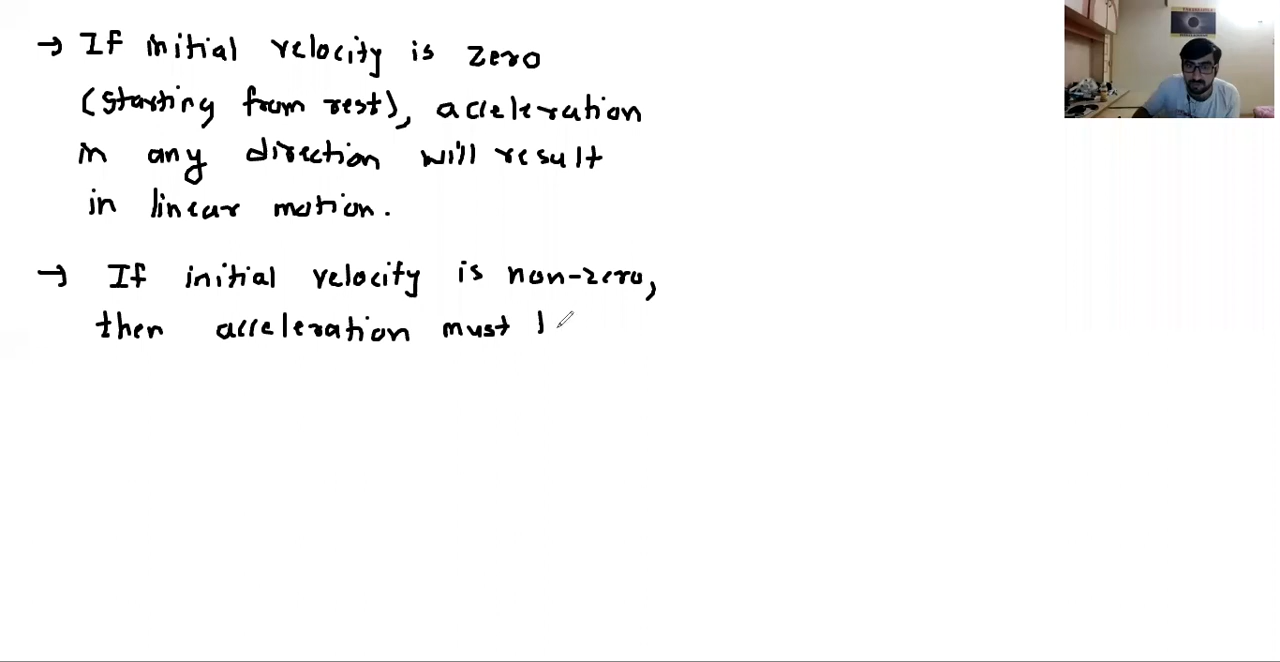 → If initial velocity is zero
(starting from rest), acceleration
in any direction will result
in linear motion.
→ If initial velocity is non-zero,
then acceleration must